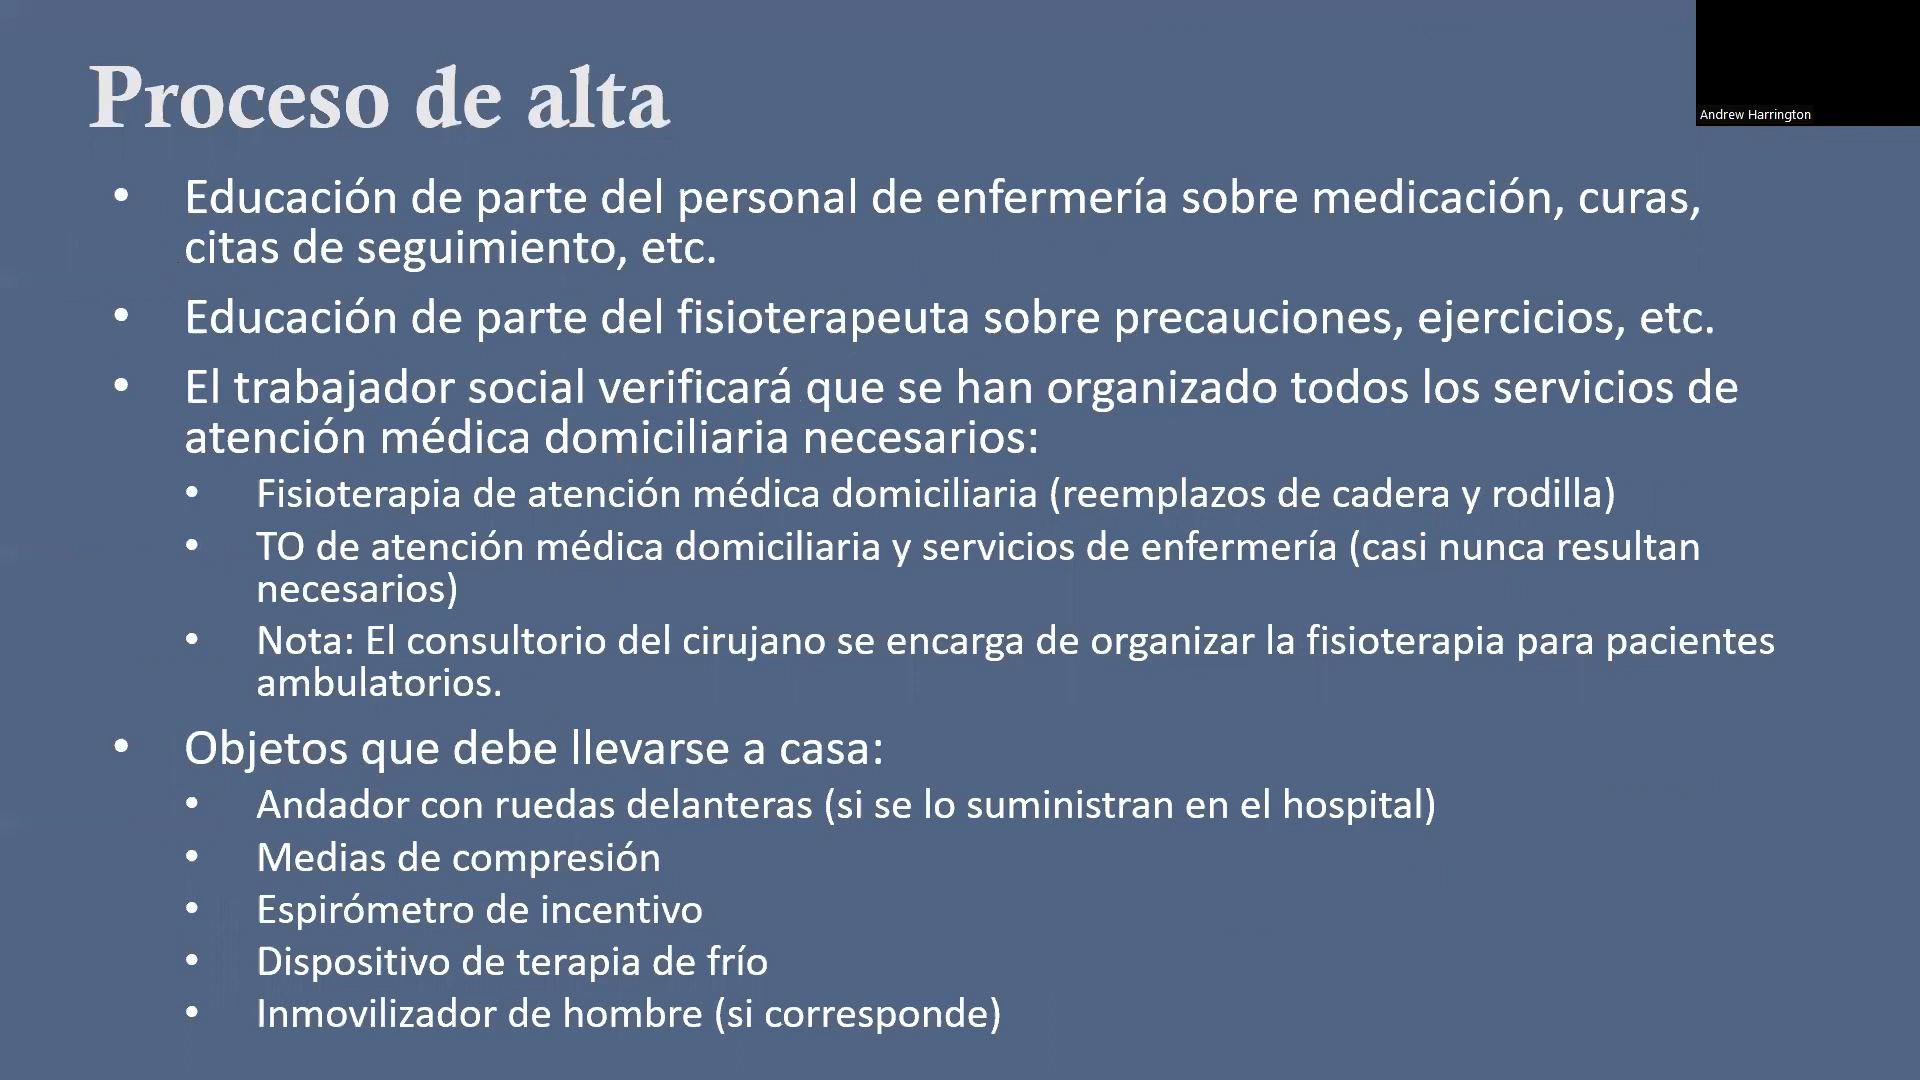 Proceso de alta
Andrew Harrington
• Educación de parte del personal de enfermería sobre medicación, curas,
citas de seguimiento, etc.
• Educación de parte del fisioterapeuta sobre precauciones, ejercicios, etc.
• El trabajador social verificará que se han organizado todos los servicios de
atención médica domiciliaria necesarios:
• Fisioterapia de atención médica domiciliaria (reemplazos de cadera y rodilla)
• TO de atención médica domiciliaria y servicios de enfermería (casi nunca resultan
necesarios)
• Nota: El consultorio del cirujano se encarga de organizar la fisioterapia para pacientes
ambulatorios.
• Objetos que debe llevarse a casa:
• Andador con ruedas delanteras (si se lo suministran en el hospital)
• Medias de compresión
• Espirómetro de incentivo
• Dispositivo de terapia de frío
• Inmovilizador de hombre (si corresponde)